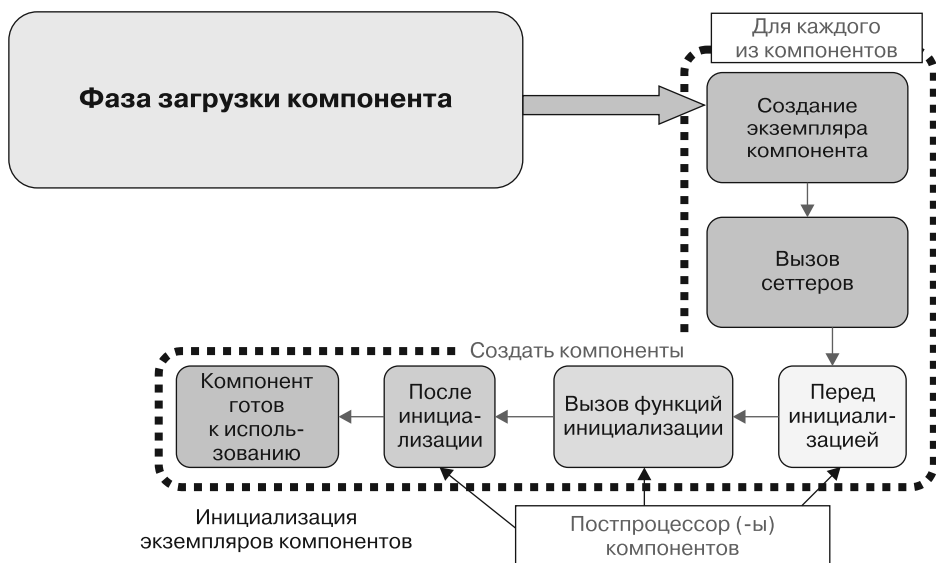 Для каждого
из компонентов
Фаза загрузки компонента
Создание
экземпляра
компонента
Вызов
сеттеров
Создать компоненты
Компонент
готов
к исполь-
зованию
После
инициа-
лизации
Вызов функций
инициализации
Перед
инициали-
зацией
Инициализация
экземпляров компонентов
Постпроцессор (-ы)
компонентов